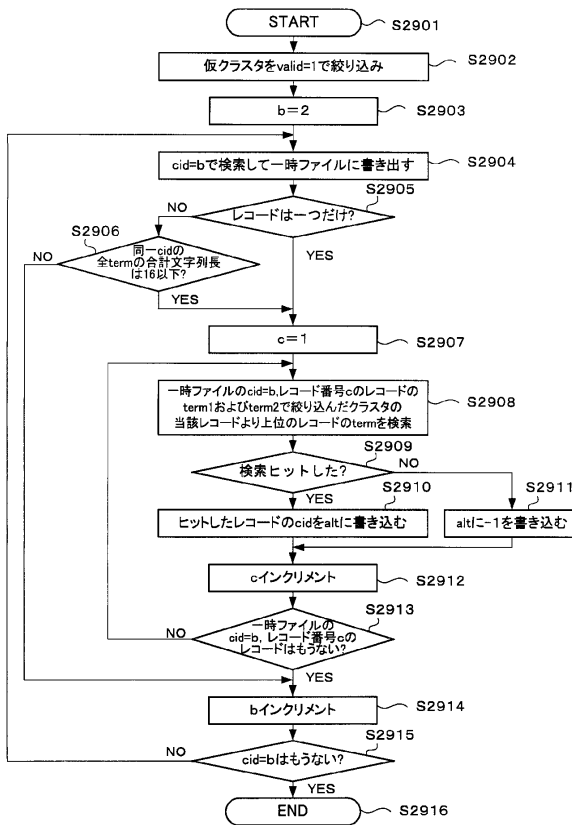 START
S2901
仮クラスタをvalid=1で絞り込み
S2902
b=2
S2903
cid=bで検索して一時ファイルに書き出す
S2904
レコードは一つだけ?
S2905
NO
YES
S2906
同一cidの
全termの合計文字列長
は16以下?
NO
YES
c=1
S2907
一時ファイルのcid=b,レコード番号cのレコードの
term1およびterm2で絞り込んだクラスタの
当該レコードより上位のレコードのtermを検索
S2908
検索ヒットした?
S2909
NO
YES
S2910
ヒットしたレコードのcidをaltに書き込む
S2911
altに-1を書き込む
cインクリメント
S2912
一時ファイルの
cid=b, レコード番号cの
レコードはもうない?
S2913
NO
YES
bインクリメント
S2914
cid=bはもうない?
S2915
NO
YES
END
S2916